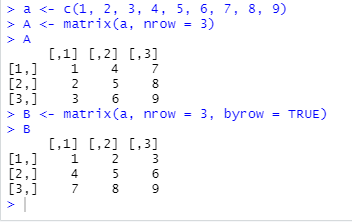 > a <- c(1, 2, 3, 4, 5, 6, 7, 8, 9)
> A <- matrix(a, nrow = 3)
> A
     [,1] [,2] [,3]
[1,]    1    4    7
[2,]    2    5    8
[3,]    3    6    9
> B <- matrix(a, nrow = 3, byrow = TRUE)
> B
     [,1] [,2] [,3]
[1,]    1    2    3
[2,]    4    5    6
[3,]    7    8    9
>